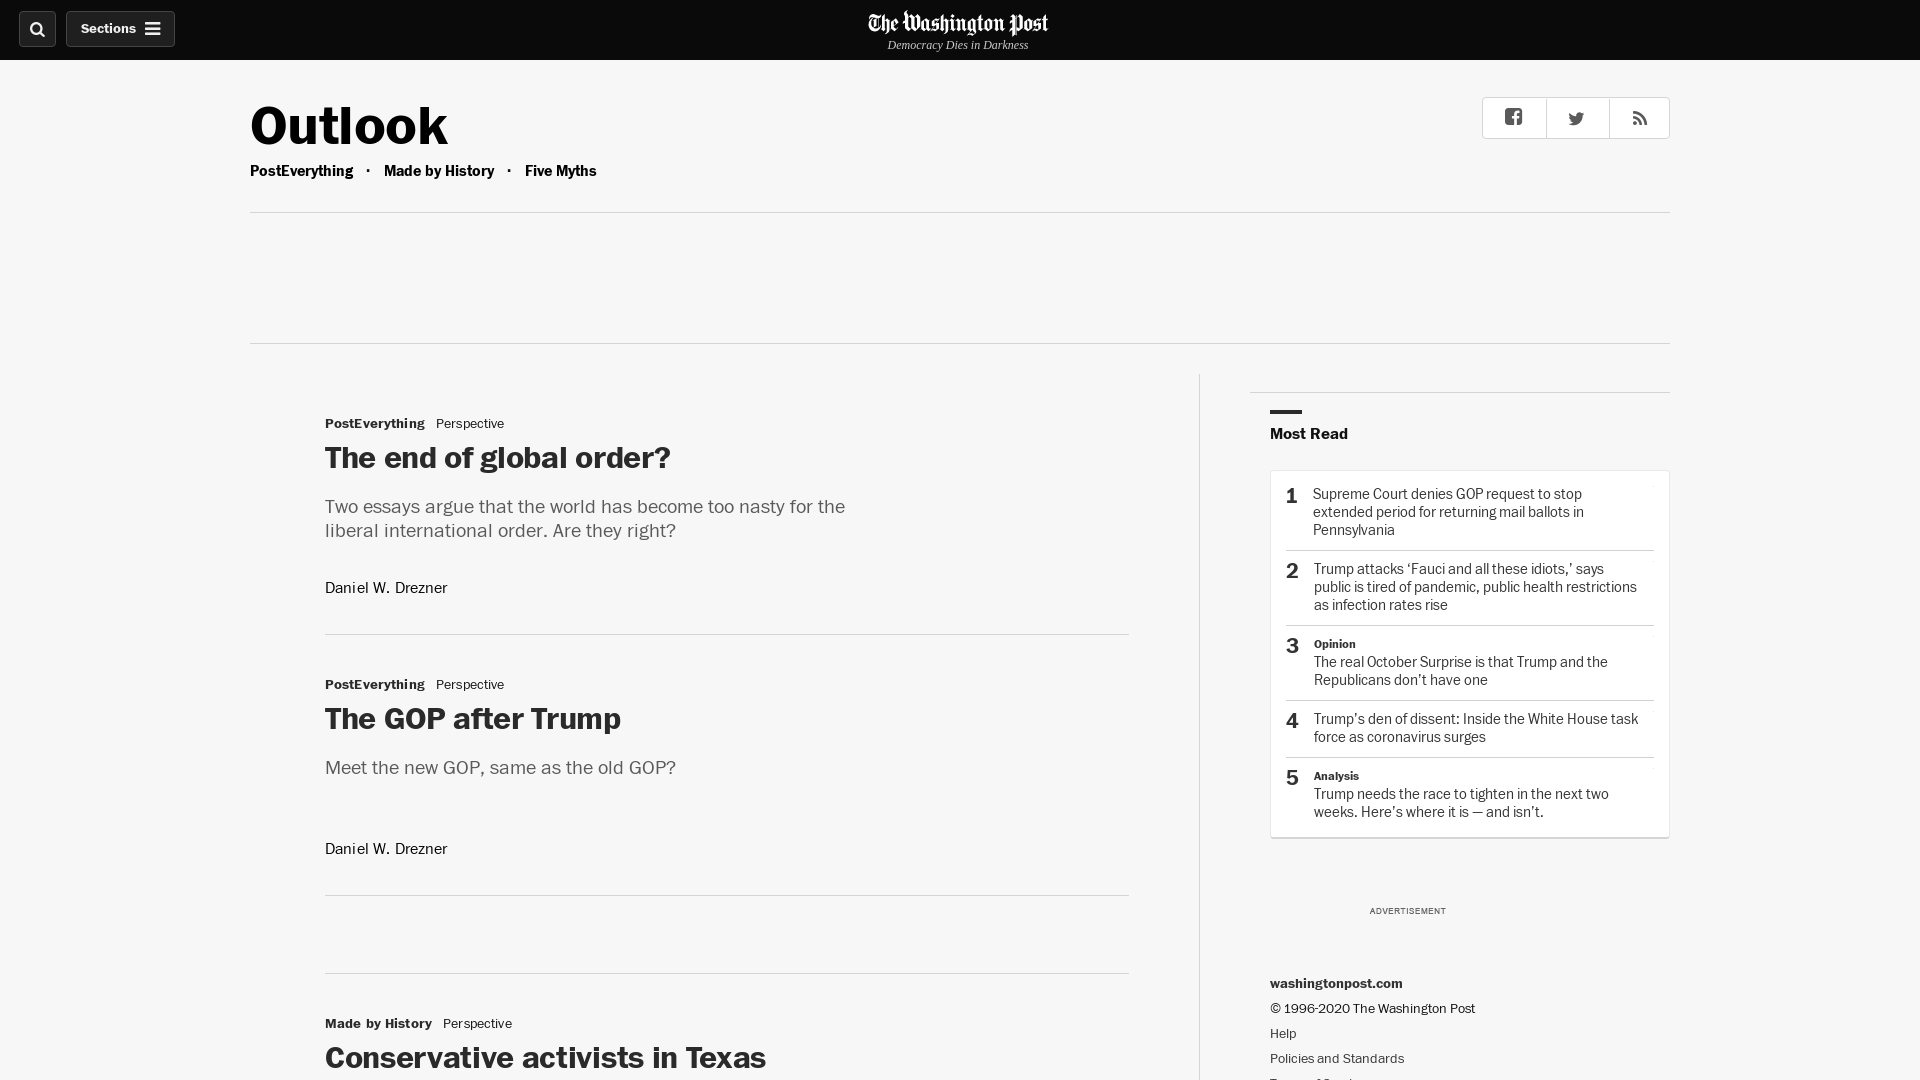 Sections
The Washington Post
Democracy Dies in Darkness
Outlook
PostEverything · Made by History · Five Myths
PostEverything Perspective
The end of global order?
Two essays argue that the world has become too nasty for the
liberal international order. Are they right?
Daniel W. Drezner
PostEverything Perspective
The GOP after Trump
Meet the new GOP, same as the old GOP?
Daniel W. Drezner
Made by History Perspective
Conservative activists in Texas
Most Read
1 Supreme Court denies GOP request to stop
extended period for returning mail ballots in
Pennsylvania
2 Trump attacks ‘Fauci and all these idiots,’ says
public is tired of pandemic, public health restrictions
as infection rates rise
3 Opinion
The real October Surprise is that Trump and the
Republicans don’t have one
4 Trump’s den of dissent: Inside the White House task
force as coronavirus surges
5 Analysis
Trump needs the race to tighten in the next two
weeks. Here’s where it is — and isn’t.
ADVERTISEMENT
washingtonpost.com
© 1996-2020 The Washington Post
Help
Policies and Standards